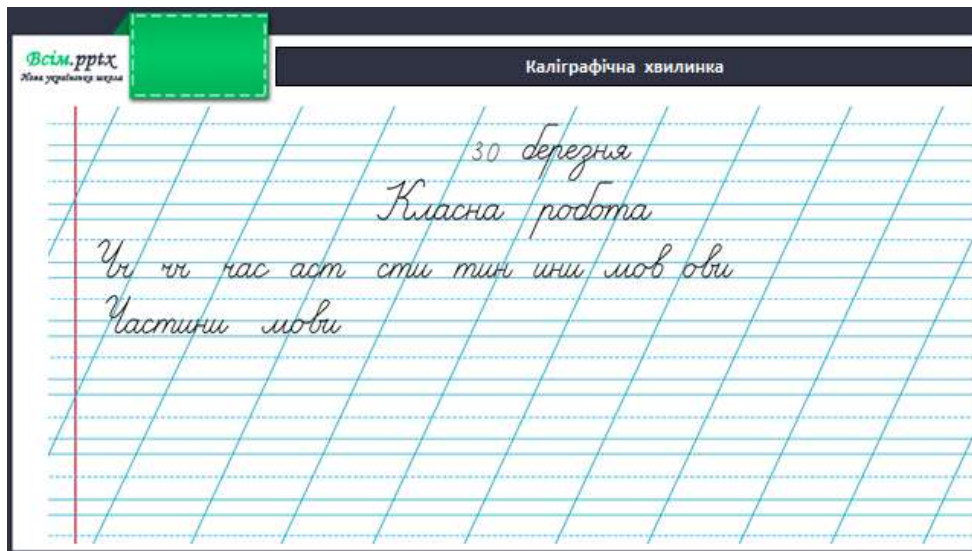 Всім.pptx
Нова українська школа
Каліграфічна хвилинка
30 березня
Класна робота
Чч чч час аст сти тин ини мов ови
Частини мови